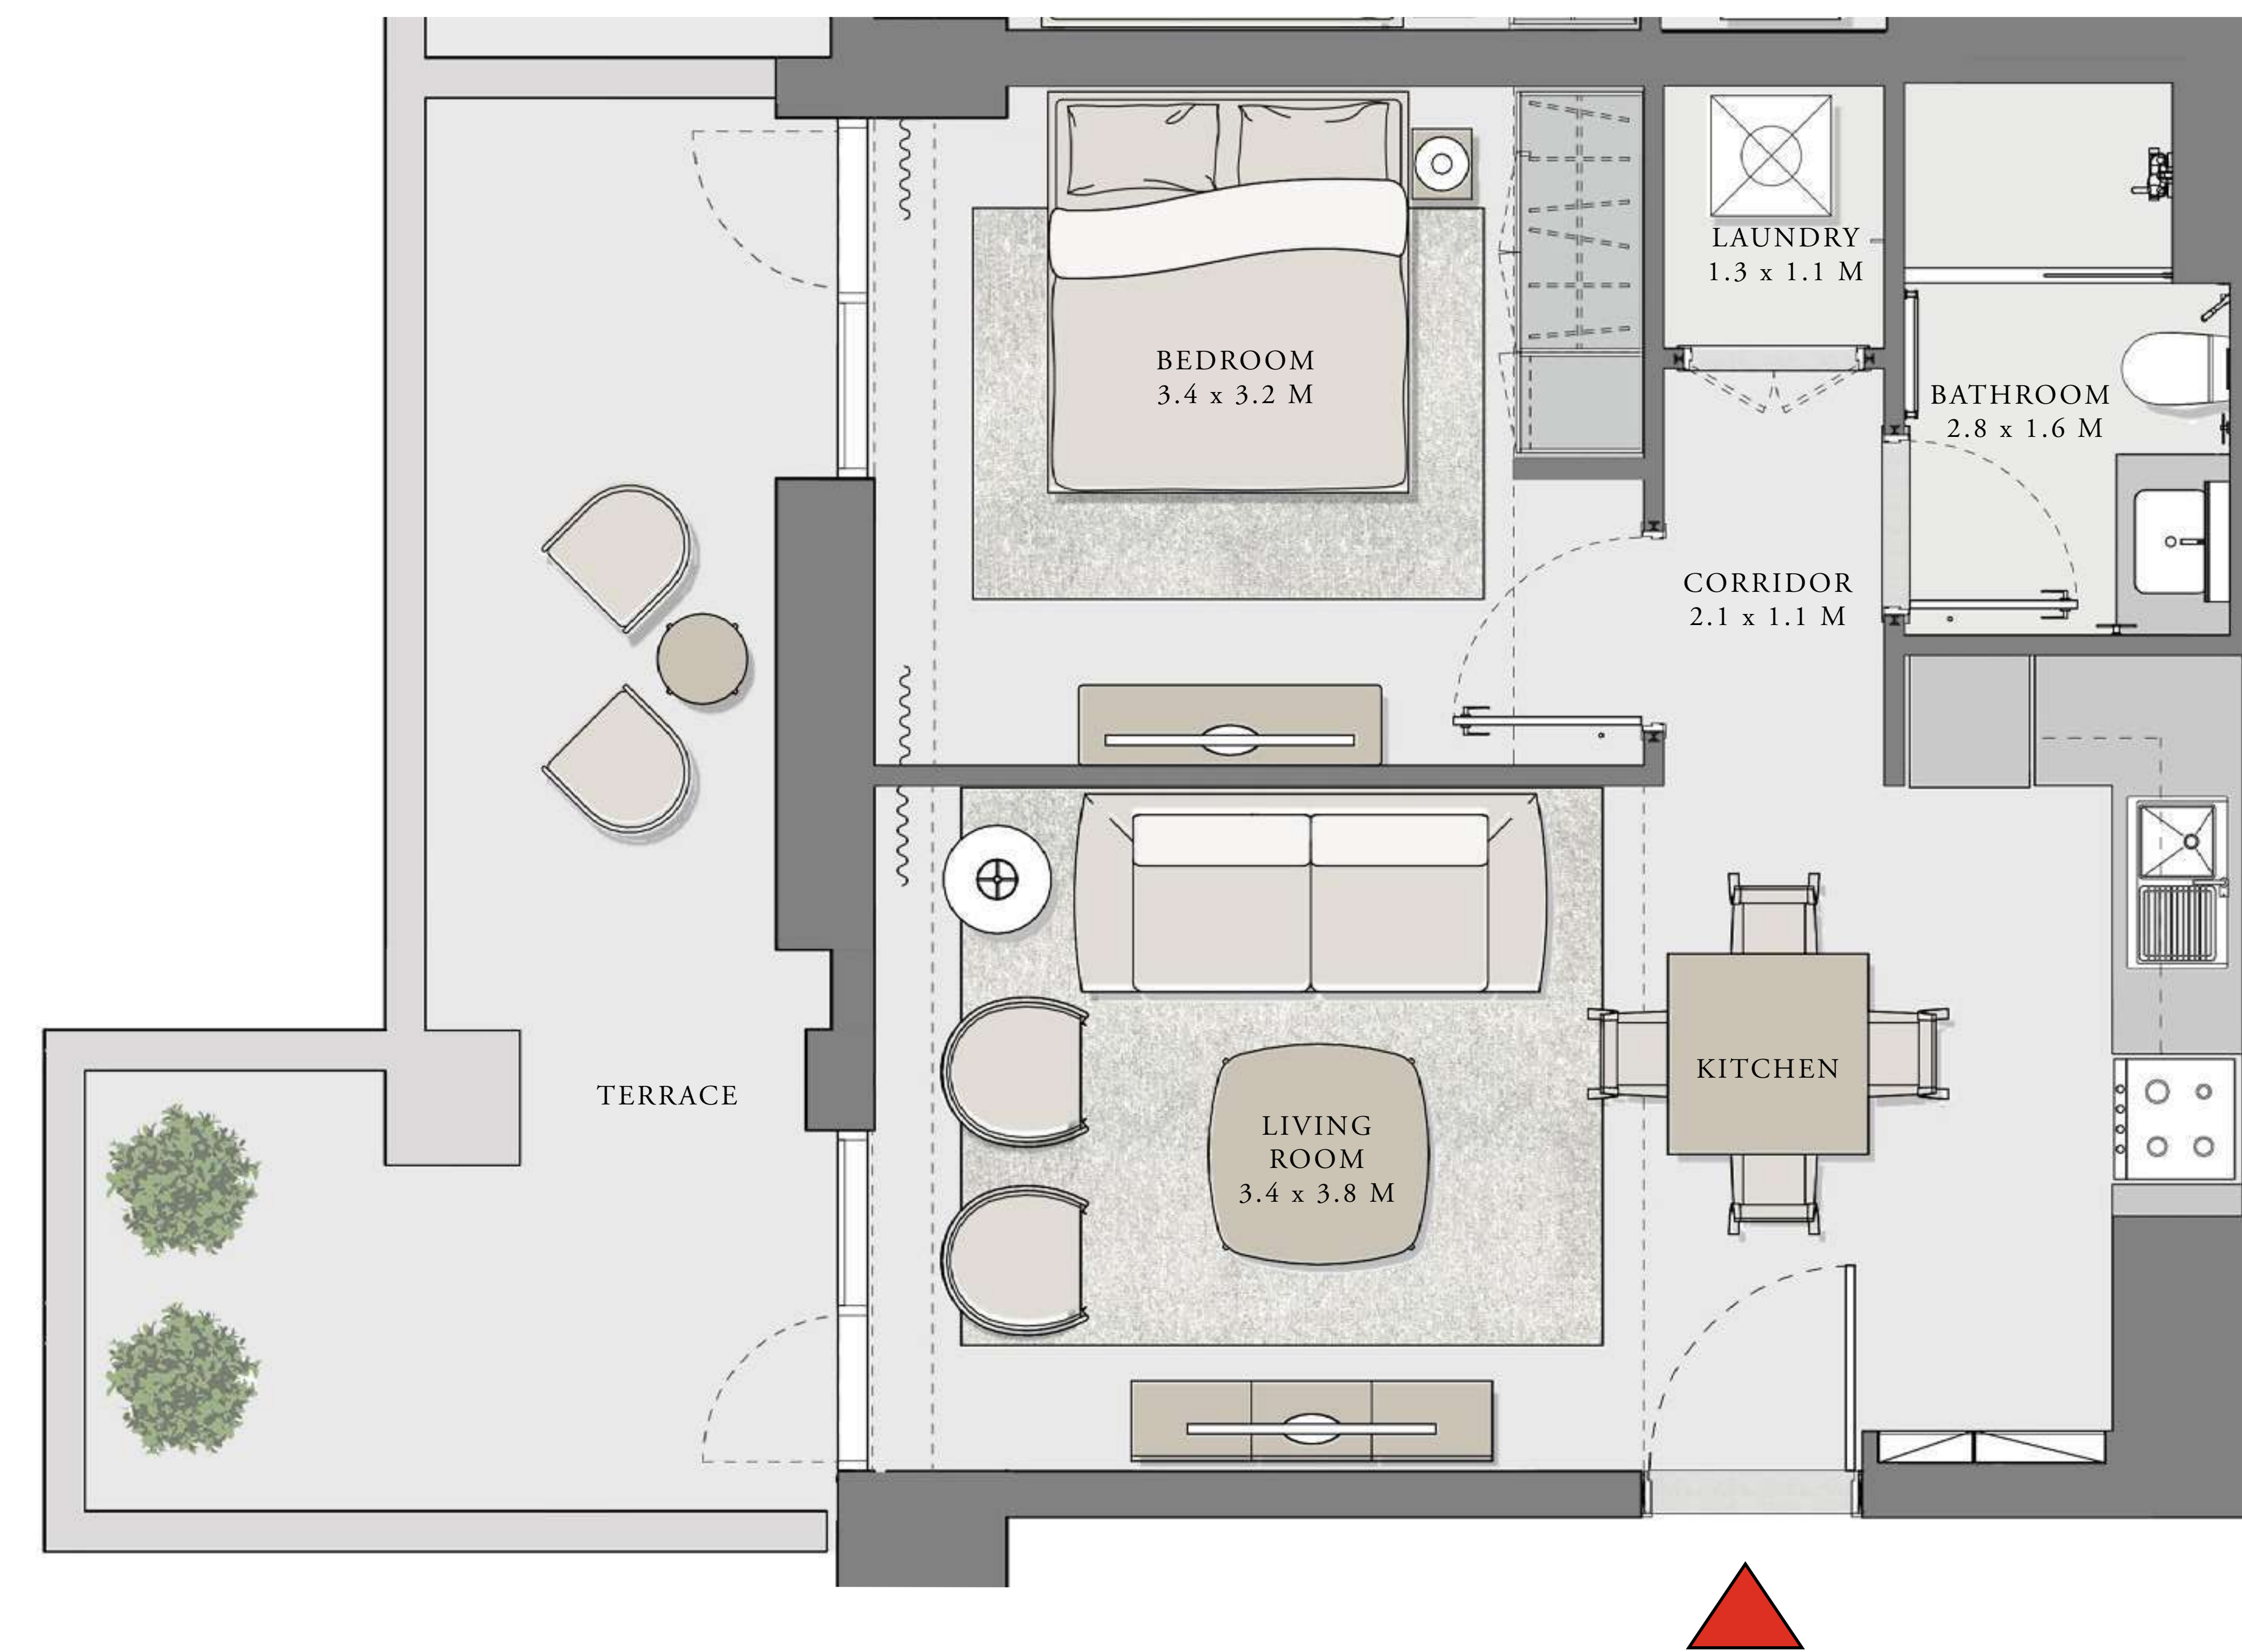 LAUNDRY
1.3 x 1.1 M
BEDROOM
3.4 x 3.2 M
BATHROOM
2.8 x 1.6 M
CORRIDOR
2.1 x 1.1 M
KITCHEN
TERRACE
LIVING
ROOM
3.4 x 3.8 M